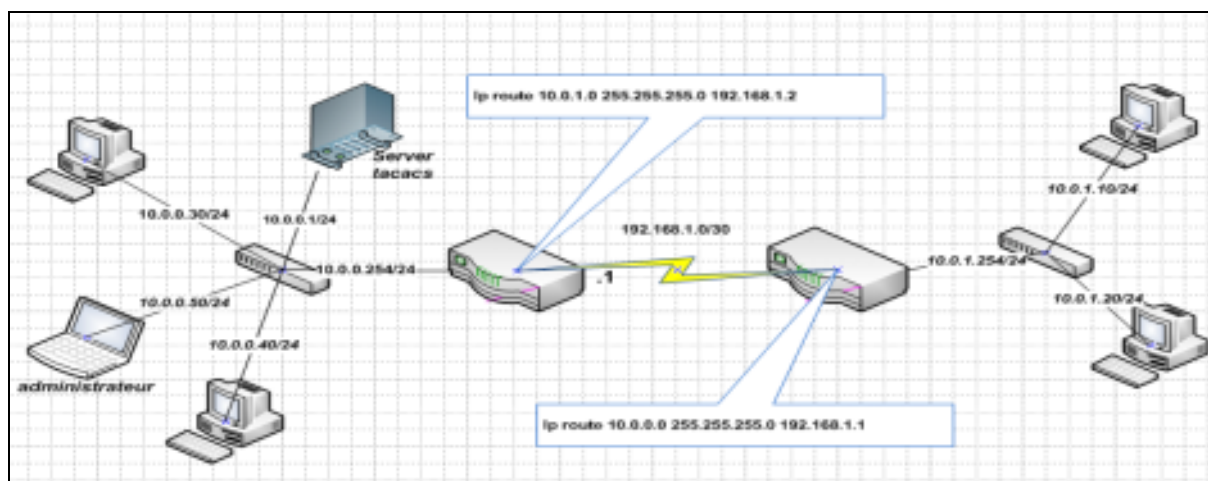 Ip route 10.0.1.0 255.255.255.0 192.168.1.2
Server
tacacs
10.0.0.30/24
10.0.0.1/24
10.0.1.10/24
192.168.1.0/30
10.0.0.254/24
.1
10.0.1.254/24
10.0.0.50/24
10.0.1.20/24
10.0.0.40/24
administrateur
Ip route 10.0.0.0 255.255.255.0 192.168.1.1